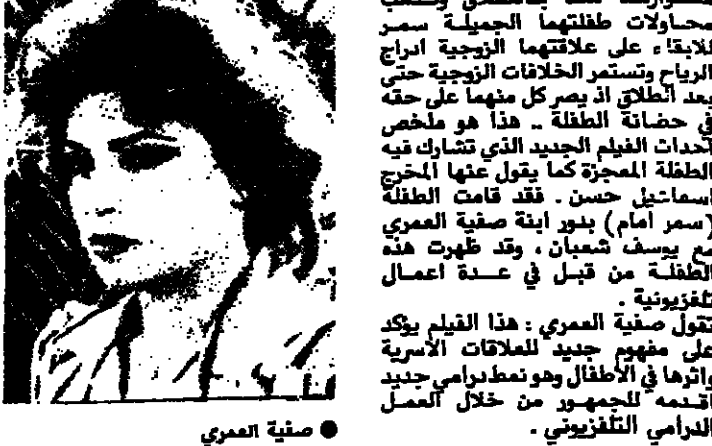 محاولات طفلتهما الجميلة سمر
للابقاء على علاقتهما الزوجية ادراج
الرياح وتستمر الخلافات الزوجية حتى
بعد الطلاق اذ يصر كل منهما على حقه
في حضانة الطفلة .. هذا هو ملخص
أحداث الفيلم الجديد الذي تشارك فيه
الطفلة المعجزة كما يقول عنها المخرج
اسماعيل حسن . فقد قامت الطفلة
(سمر امام) بدور ابنة صفية العمري
مع يوسف شعبان ، وقد ظهرت هذه
الطفلة من قبل في عدة اعمال
تلفزيونية .
تقول صفية العمري : هذا الفيلم يؤكد
على مفهوم جديد للعلاقات الأسرية
واثرها في الأطفال وهو نمط درامي جديد
اقدمه للجمهور من خلال العمل
الدرامي التلفزيوني .
● صفية العمري